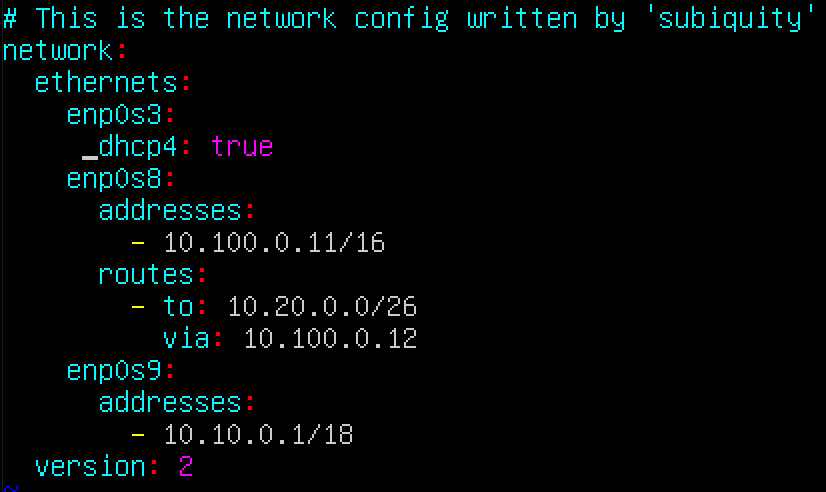 # This is the network config written by 'subiquity'
network:
  ethernets:
    enp0s3:
      dhcp4: true
    enp0s8:
      addresses:
        - 10.100.0.11/16
      routes:
        - to: 10.20.0.0/26
          via: 10.100.0.12
    enp0s9:
      addresses:
        - 10.10.0.1/18
  version: 2
~